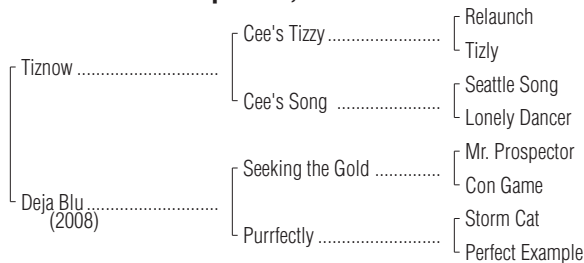 Relaunch
Cee's Tizzy ..........................
Tizly
Tiznow .................................
Seattle Song
Cee's Song ........................
Lonely Dancer
Mr. Prospector
Seeking the Gold ...............
Con Game
Deja Blu ...............................
(2008)
Storm Cat
Purrfectly ............................
Perfect Example